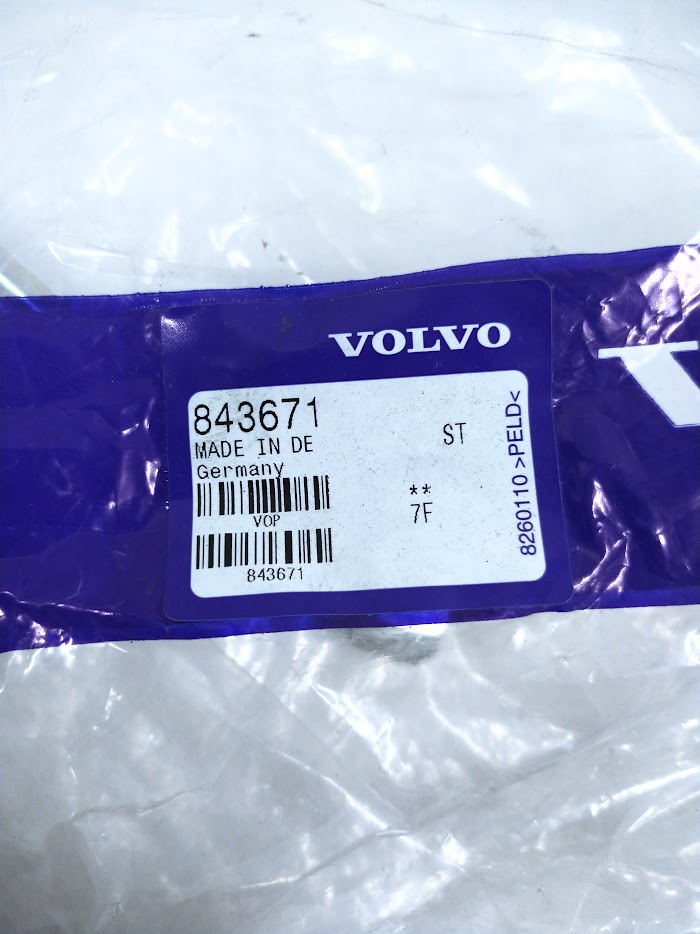 VOLVO
843671
MADE IN DE
ST
Germany
**
VOP
7F
843671
8260110 >PELD<